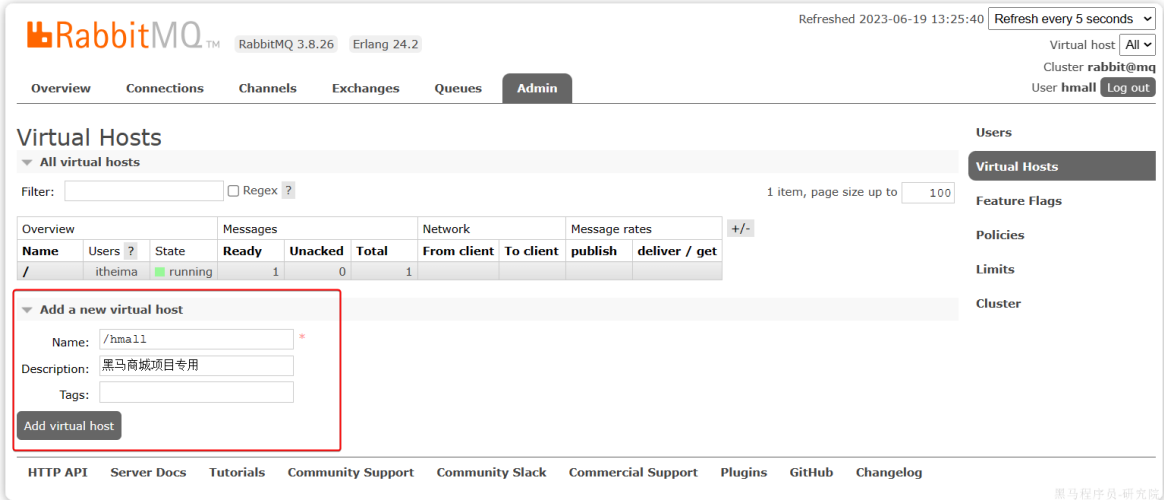 Refreshed 2023-06-19 13:25:40 Refresh every 5 seconds
RabbitMQ TM RabbitMQ 3.8.26 Erlang 24.2
Virtual host All
Cluster rabbit@mq
User hmall Log out
Overview Connections Channels Exchanges Queues Admin
Virtual Hosts
All virtual hosts
Filter: Regex ? 1 item, page size up to 100
Overview Messages Network Message rates +/-
Name Users ? State Ready Unacked Total From client To client publish deliver / get
/ itheima running 1 0 1
Add a new virtual host
Name: /hmall *
Description: 黑马商城项目专用
Tags:
Add virtual host
Users
Virtual Hosts
Feature Flags
Policies
Limits
Cluster
HTTP API Server Docs Tutorials Community Support Community Slack Commercial Support Plugins GitHub Changelog
黑马程序员-研究院